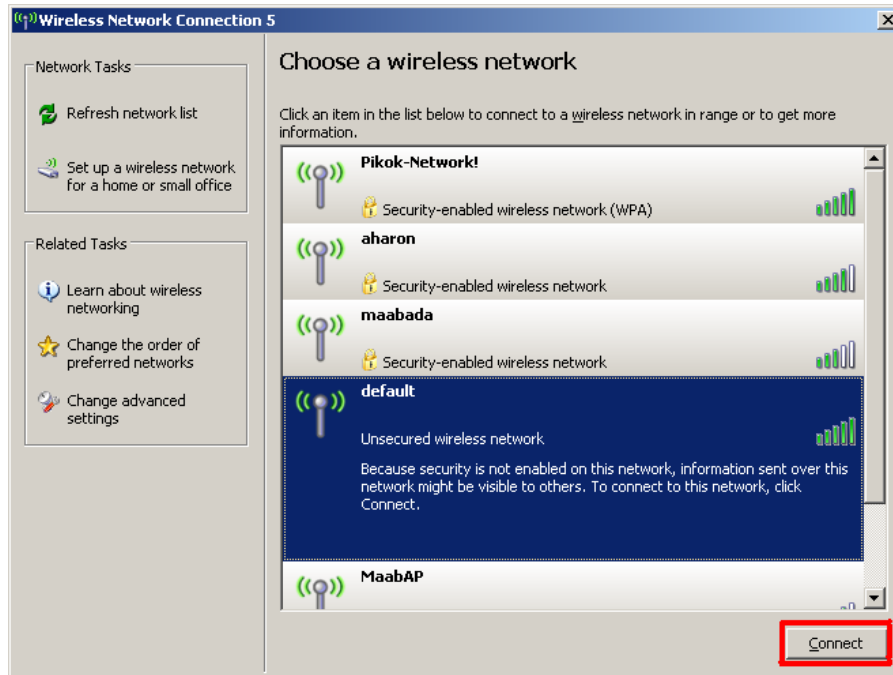 Wireless Network Connection 5
Network Tasks
Refresh network list
Set up a wireless network
for a home or small office
Related Tasks
Learn about wireless
networking
Change the order of
preferred networks
Change advanced
settings
Choose a wireless network
Click an item in the list below to connect to a wireless network in range or to get more
information.
Pikok-Network!
Security-enabled wireless network (WPA)
aharon
Security-enabled wireless network
maabada
Security-enabled wireless network
default
Unsecured wireless network
Because security is not enabled on this network, information sent over this
network might be visible to others. To connect to this network, click
Connect.
MaabAP
Connect